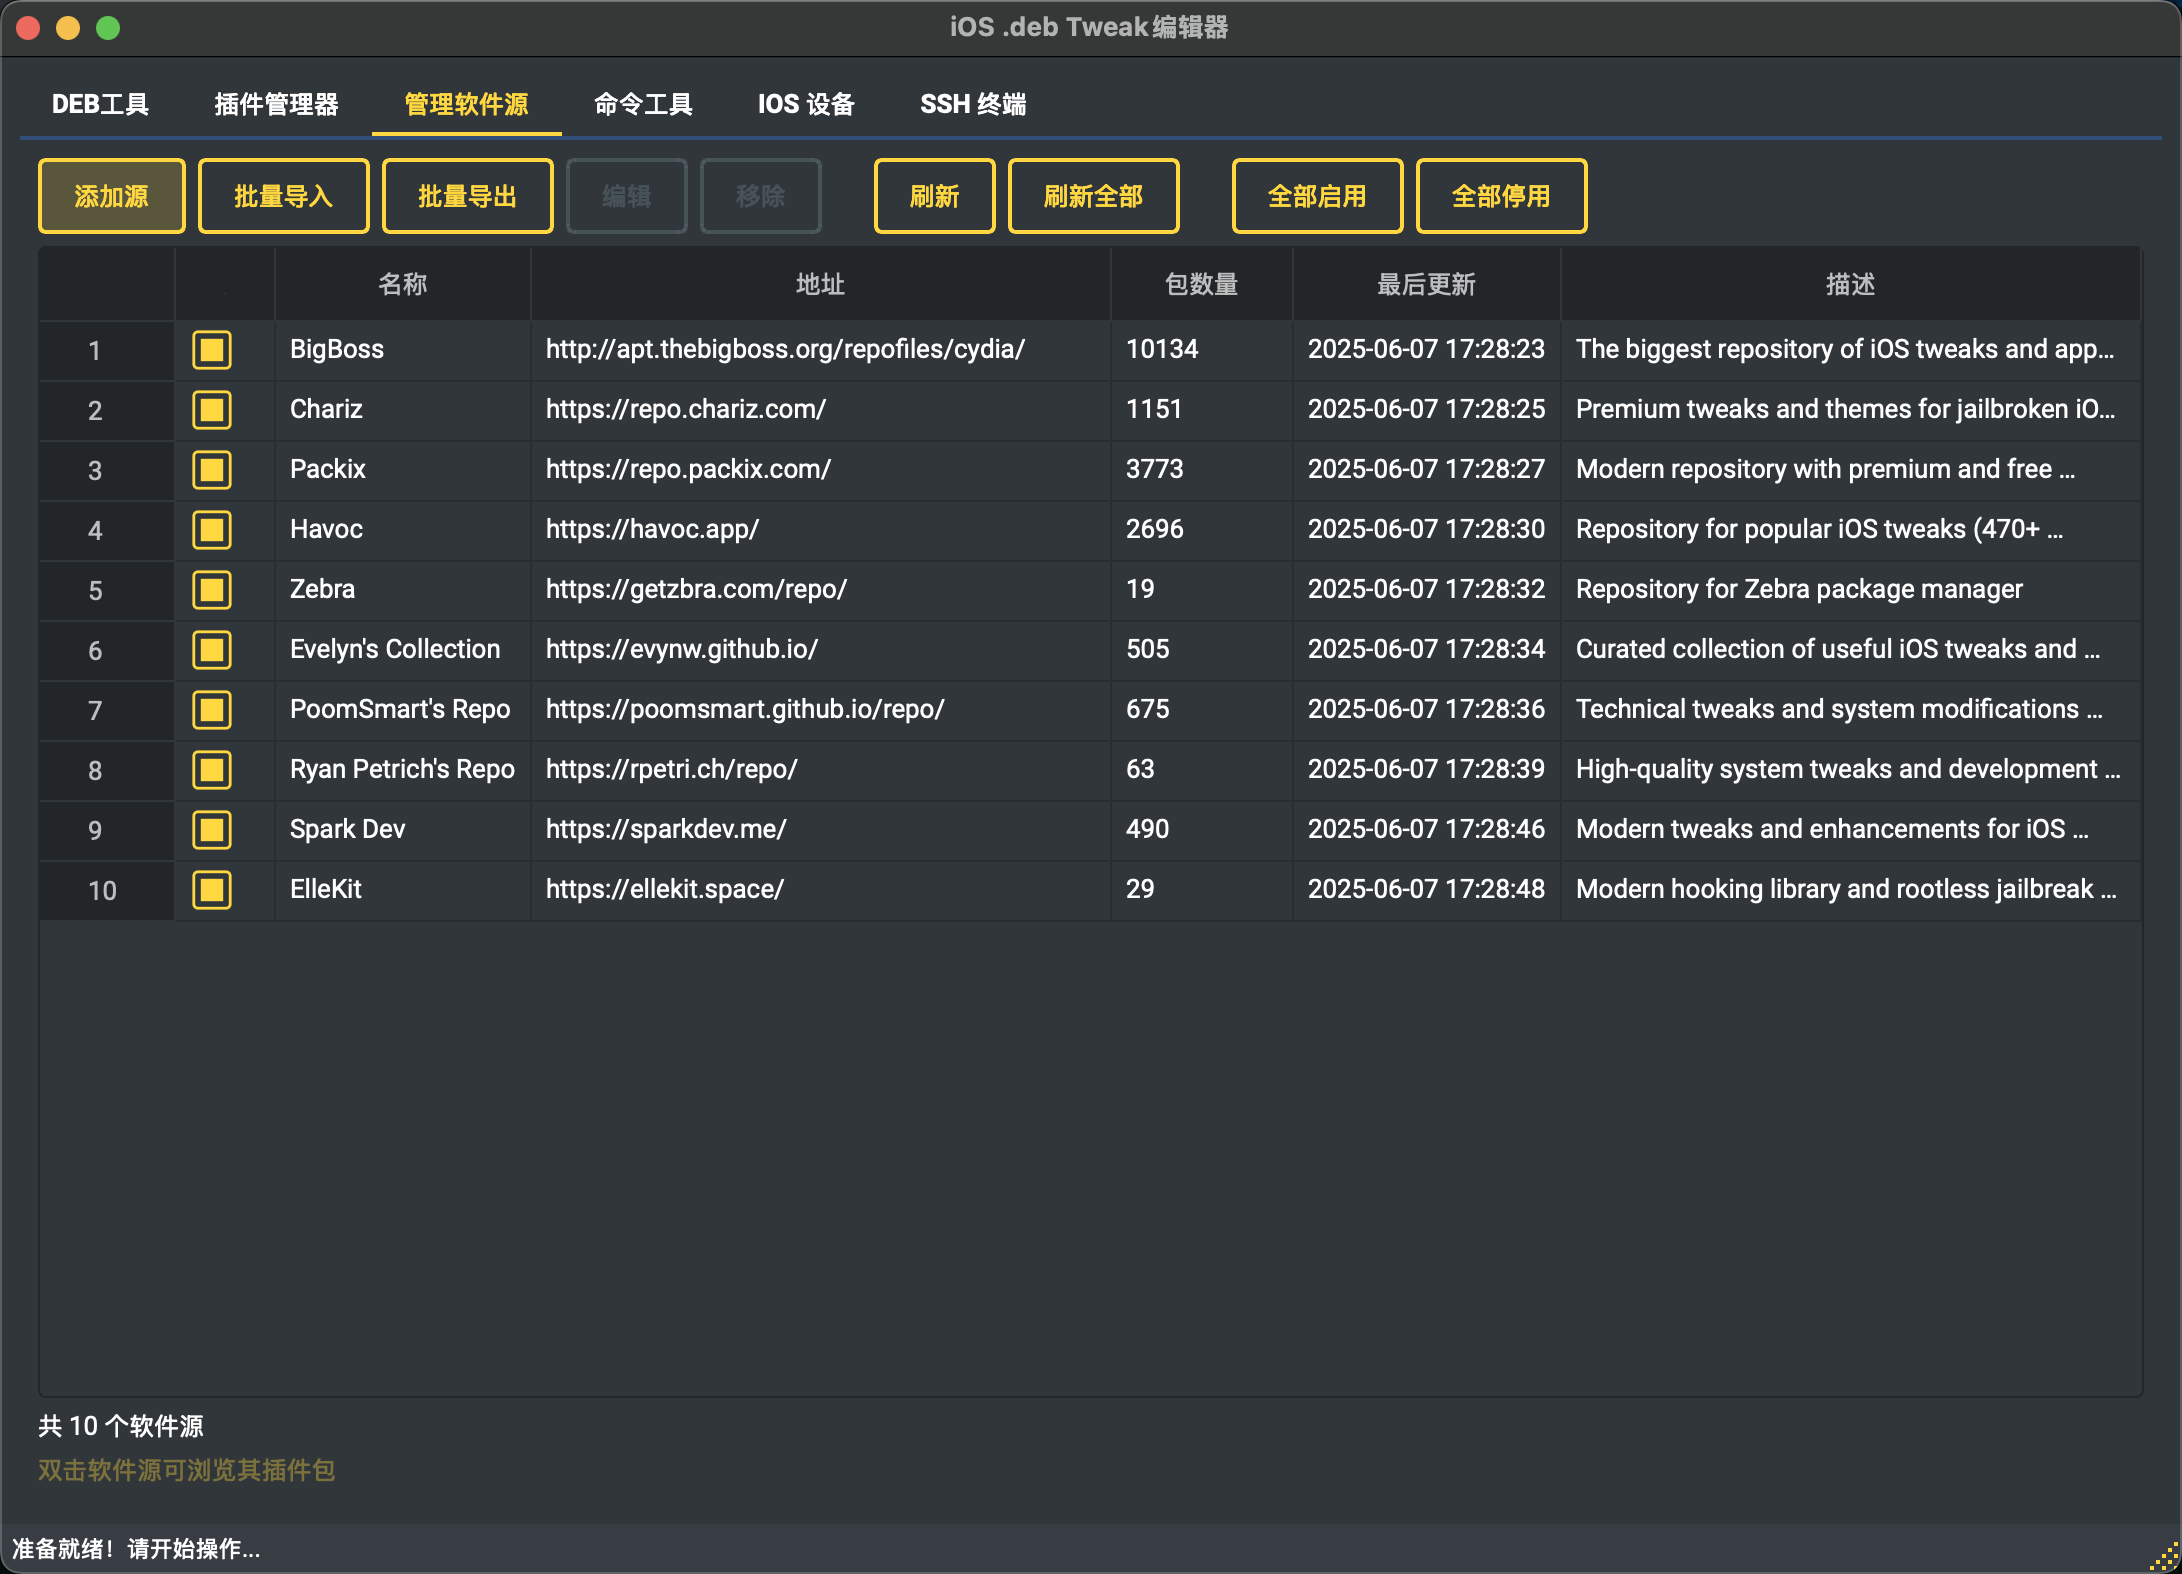 iOS .deb Tweak编辑器
DEB工具 插件管理器 管理软件源 命令工具 IOS 设备 SSH 终端
添加源 批量导入 批量导出 编辑 移除 刷新 刷新全部 全部启用 全部停用
名称 地址 包数量 最后更新 描述
1 BigBoss http://apt.thebigboss.org/repofiles/cydia/ 10134 2025-06-07 17:28:23 The biggest repository of iOS tweaks and app...
2 Chariz https://repo.chariz.com/ 1151 2025-06-07 17:28:25 Premium tweaks and themes for jailbroken iO...
3 Packix https://repo.packix.com/ 3773 2025-06-07 17:28:27 Modern repository with premium and free ...
4 Havoc https://havoc.app/ 2696 2025-06-07 17:28:30 Repository for popular iOS tweaks (470+ ...
5 Zebra https://getzbra.com/repo/ 19 2025-06-07 17:28:32 Repository for Zebra package manager
6 Evelyn's Collection https://evynw.github.io/ 505 2025-06-07 17:28:34 Curated collection of useful iOS tweaks and ...
7 PoomSmart's Repo https://poomsmart.github.io/repo/ 675 2025-06-07 17:28:36 Technical tweaks and system modifications ...
8 Ryan Petrich's Repo https://rpetri.ch/repo/ 63 2025-06-07 17:28:39 High-quality system tweaks and development ...
9 Spark Dev https://sparkdev.me/ 490 2025-06-07 17:28:46 Modern tweaks and enhancements for iOS ...
10 ElleKit https://ellekit.space/ 29 2025-06-07 17:28:48 Modern hooking library and rootless jailbreak ...
共 10 个软件源
双击软件源可浏览其插件包
准备就绪！请开始操作...